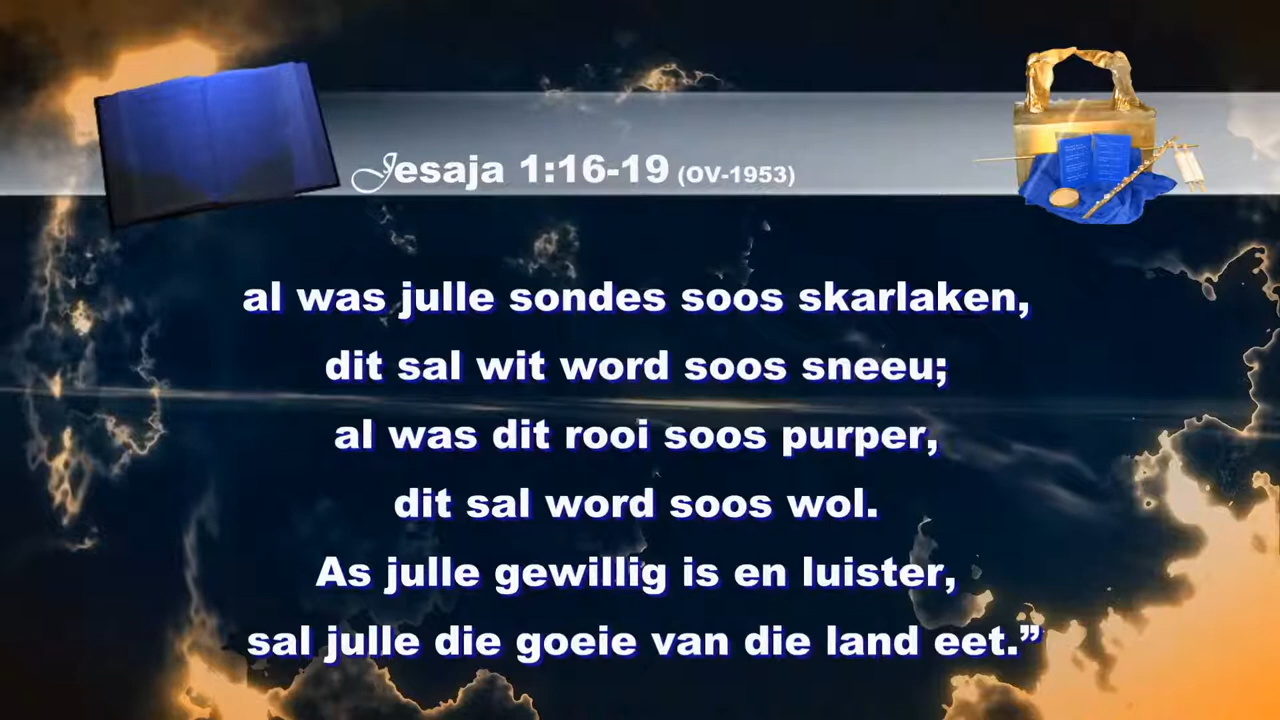 Jesaja 1:16-19 (OV-1953)
al was julle sondes soos skarlaken,
dit sal wit word soos sneeu;
al was dit rooi soos purper,
dit sal word soos wol.
As julle gewillig is en luister,
sal julle die goeie van die land eet.”